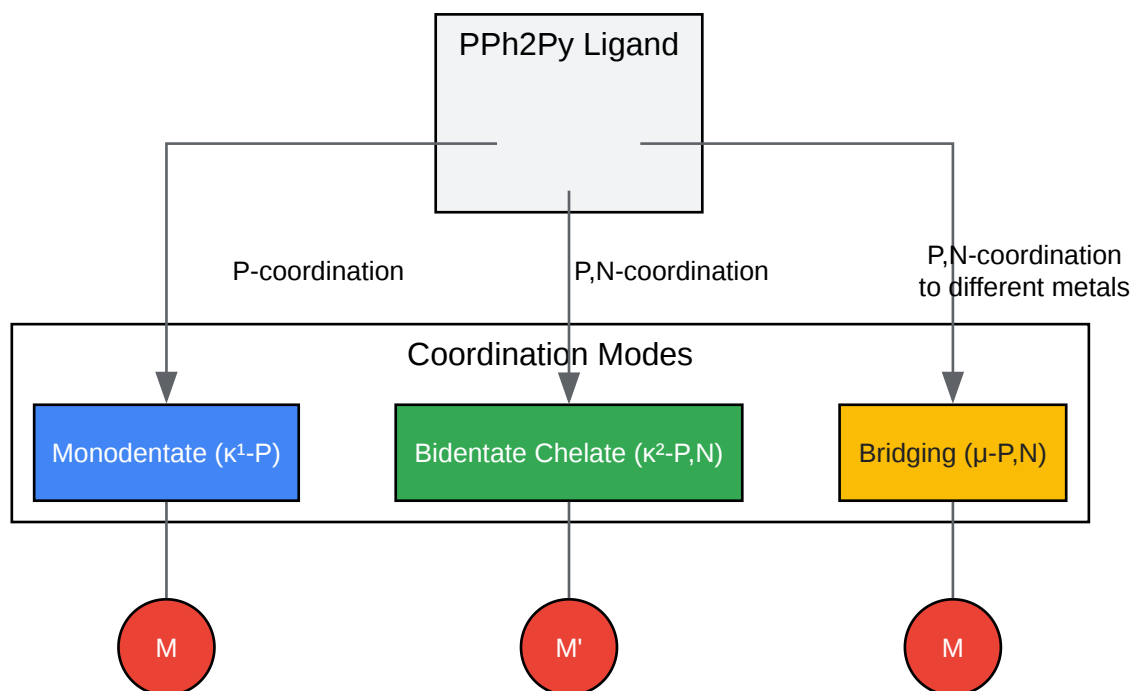 PPh2Py Ligand
P-coordination
P,N-coordination
P,N-coordination
to different metals
Coordination Modes
Monodentate (κ¹-P)
Bidentate Chelate (κ²-P,N)
Bridging (μ-P,N)
M
M'
M